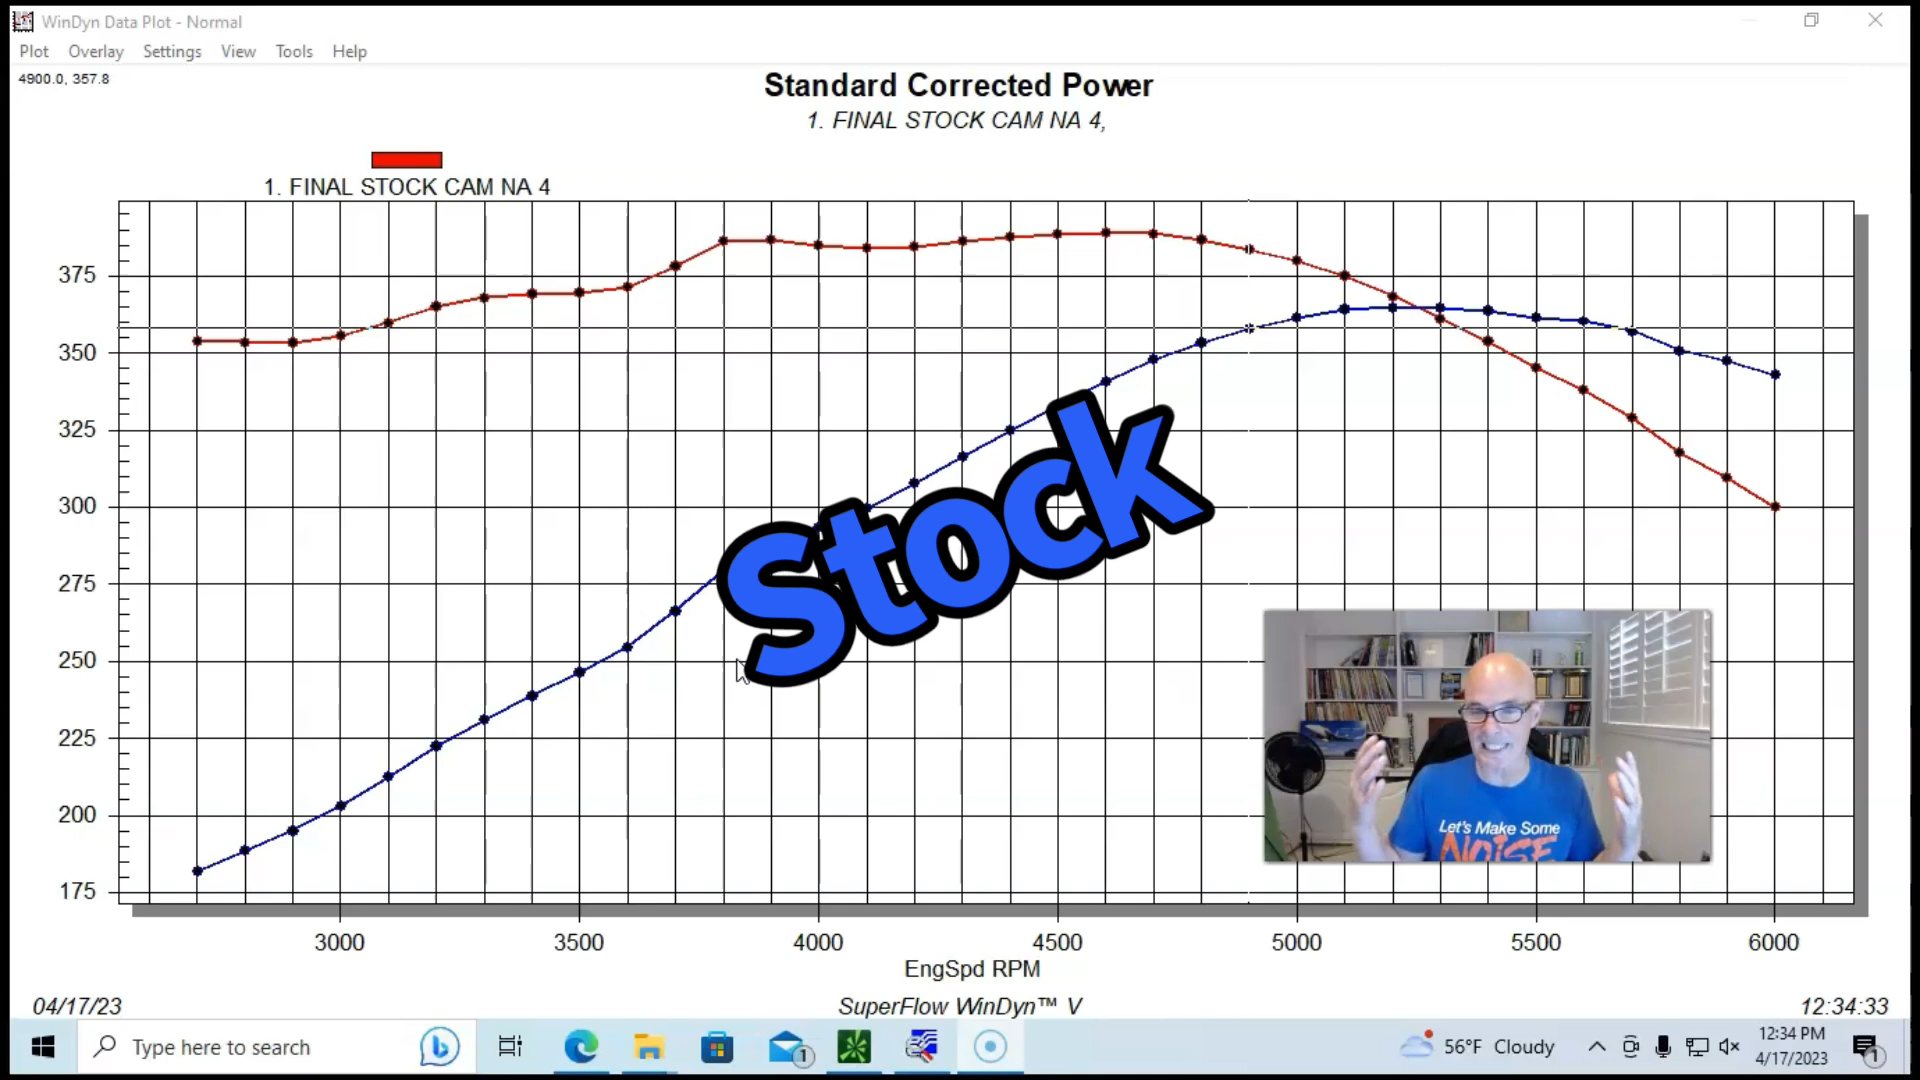 WinDyn Data Plot - Normal
Plot Overlay Settings View Tools Help
4900.0, 357.8
Standard Corrected Power
1. FINAL STOCK CAM NA 4,
1. FINAL STOCK CAM NA 4
375
350
325
300
275
250
225
200
175
Stock
Let's Make Some
NOISE
3000 3500 4000 4500 5000 5500 6000
EngSpd RPM
04/17/23 SuperFlow WinDyn™ V 12:34:33
Type here to search
1
56°F Cloudy
12:34 PM
4/17/2023
1